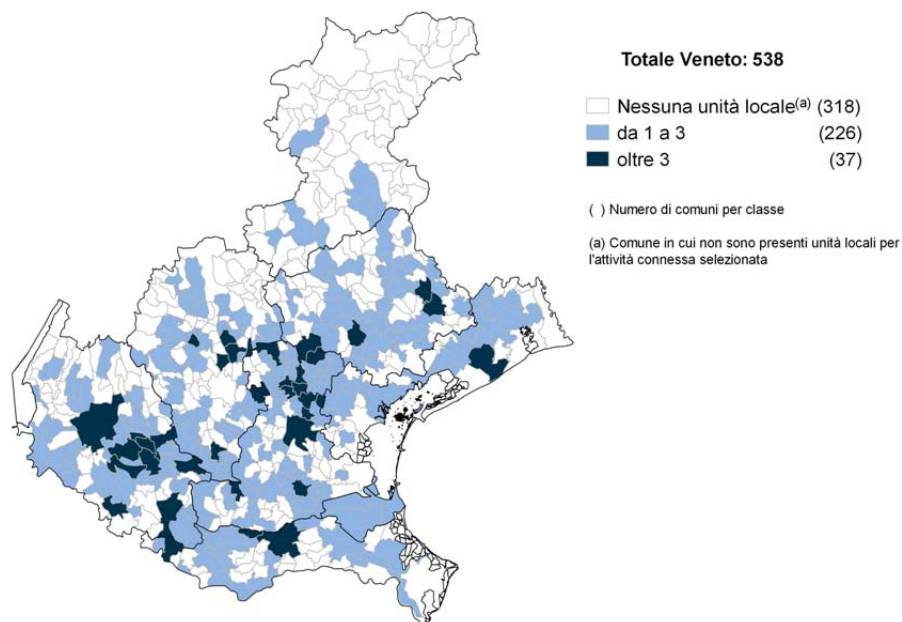 Totale Veneto: 538
Nessuna unità locale(a) (318)
da 1 a 3 (226)
oltre 3 (37)
( ) Numero di comuni per classe
(a) Comune in cui non sono presenti unità locali per
l'attività connessa selezionata